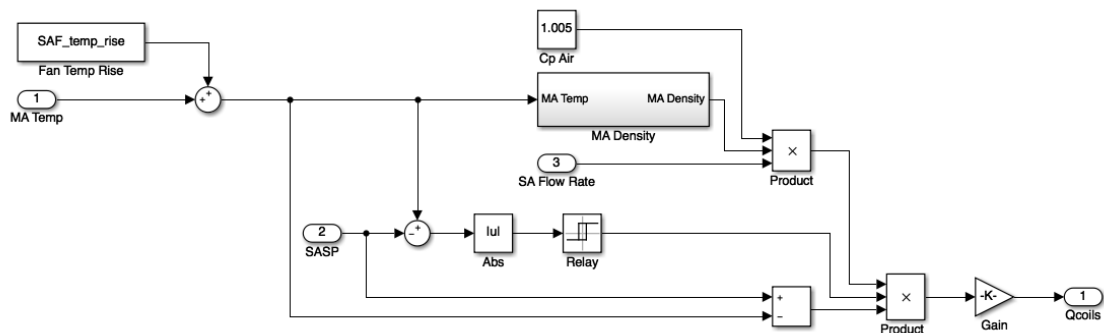 SAF_temp_rise
Fan Temp Rise
1
MA Temp
+
+
1.005
Cp Air
MA Temp MA Density
MA Density
3
SA Flow Rate
×
Product
2
SASP
−
+
|u|
Abs
Relay
+
−
×
Product
-K-
Gain
1
Qcoils